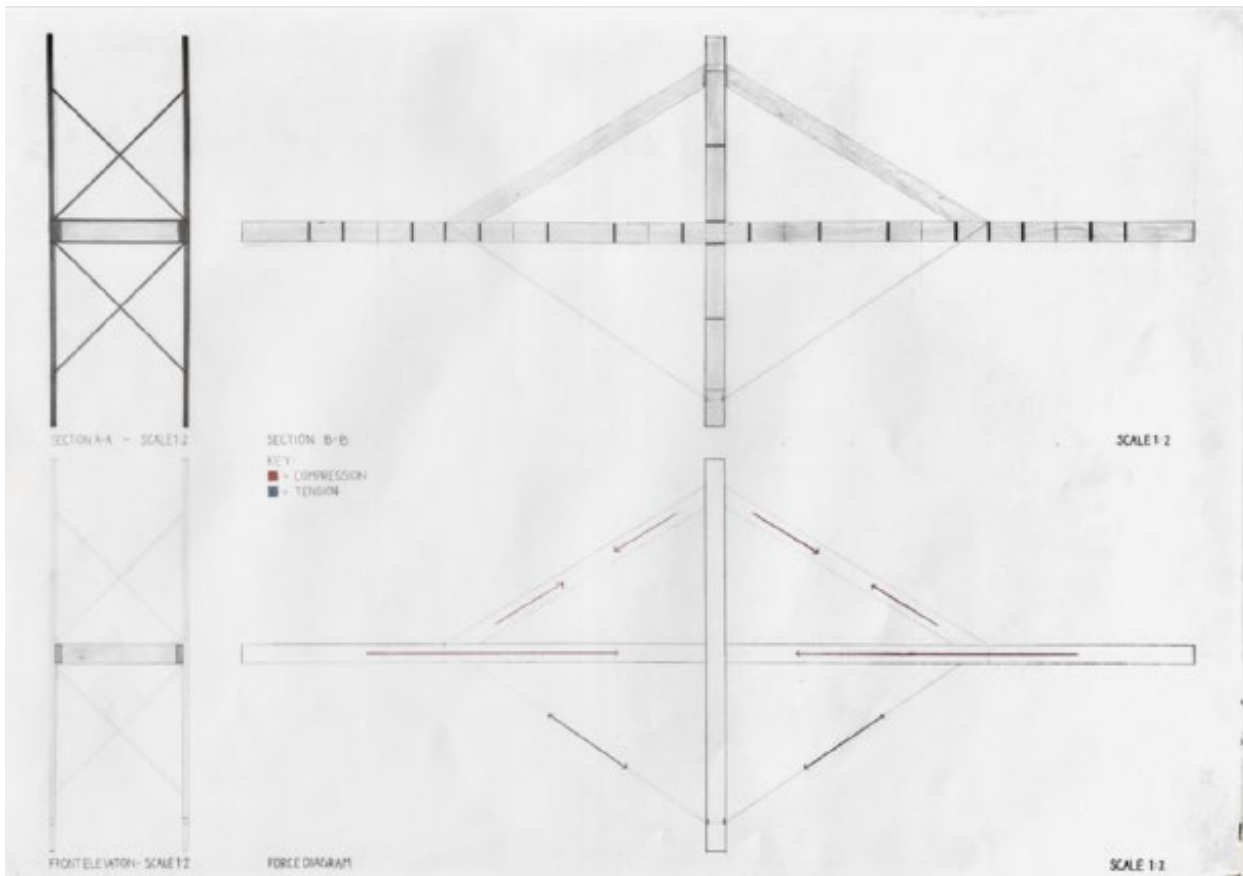 SECTION A-A - SCALE 1:2
SECTION B-B
SCALE 1:2
KEY:
= COMPRESSION
= TENSION
FRONT ELEVATION - SCALE 1:2
FORCE DIAGRAM
SCALE 1:2